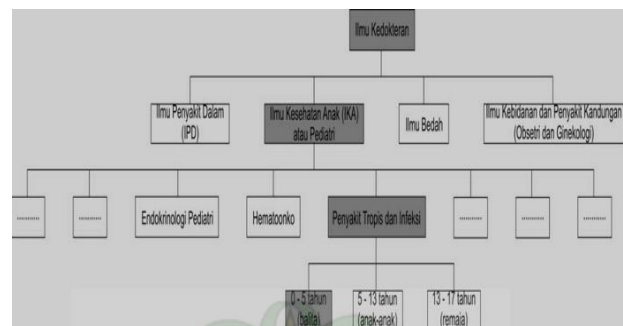 Ilmu Kedokteran
Ilmu Penyakit Dalam
(IPD)
Ilmu Kesehatan Anak (IKA)
atau Pediatri
Ilmu Bedah
Ilmu Kebidanan dan Penyakit Kandungan
(Obsetri dan Ginekologi)
...........
...........
Endokrinologi Pediatri
Hematoonko
Penyakit Tropis dan Infeksi
...........
...........
...........
0 - 5 tahun
(balita)
5 - 13 tahun
(anak-anak)
13 - 17 tahun
(remaja)